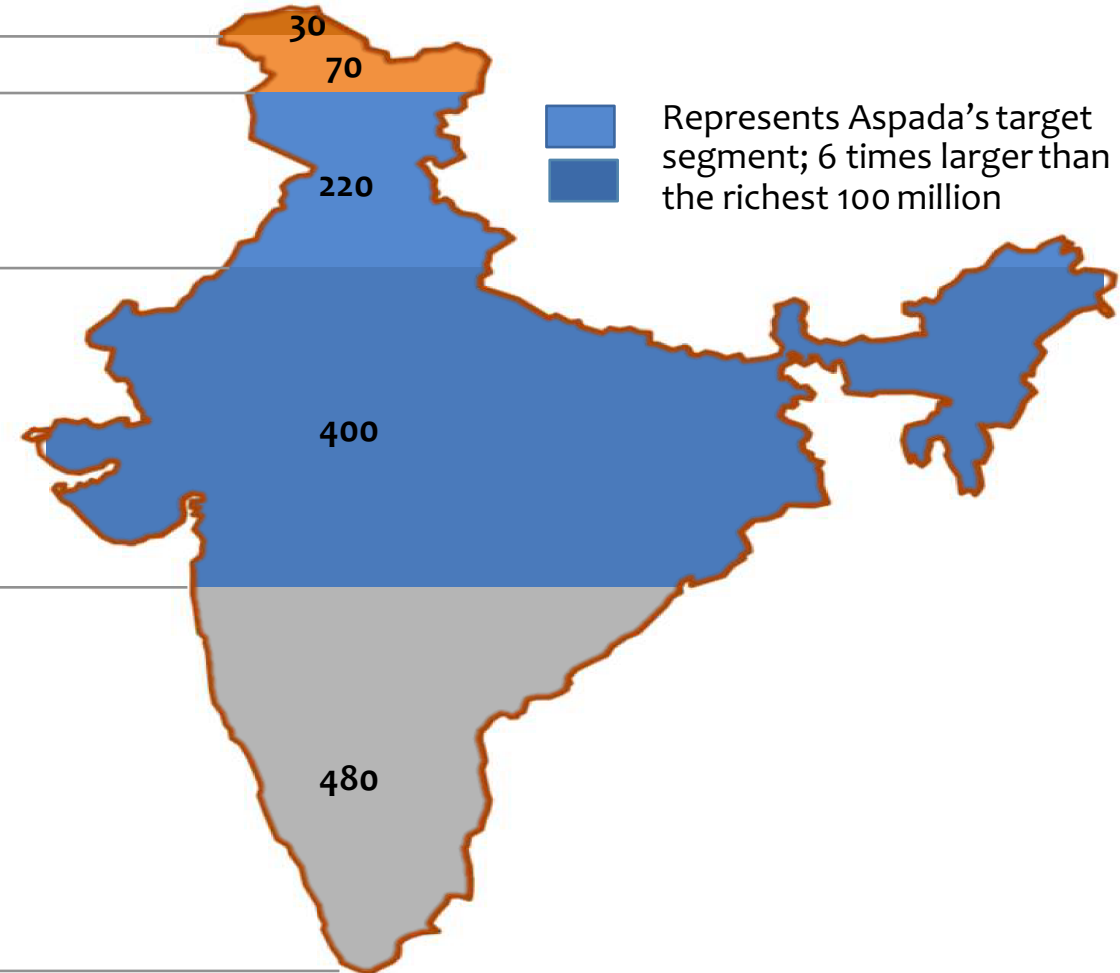 30
70
Represents Aspada’s target
segment; 6 times larger than
the richest 100 million
220
400
480